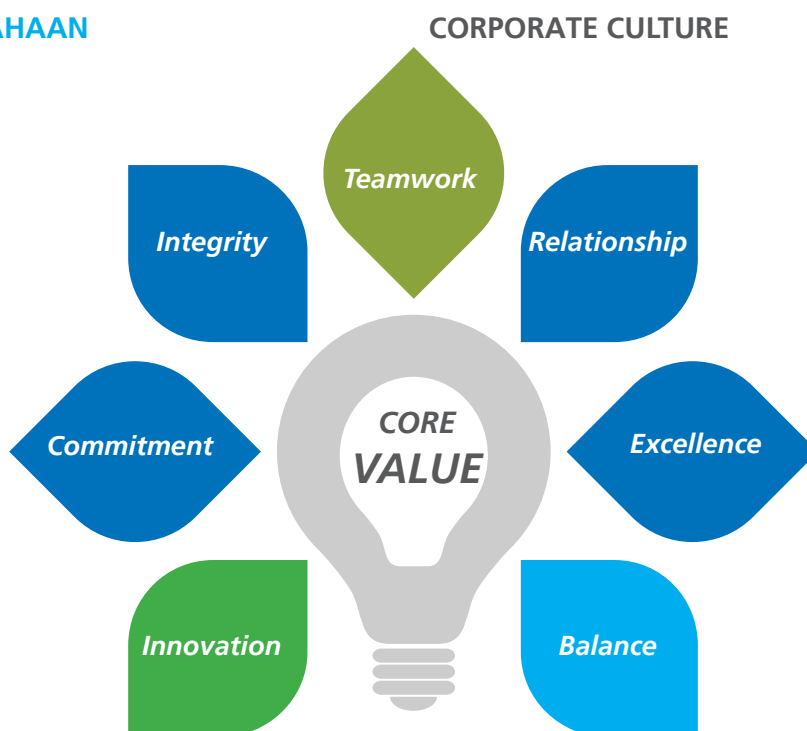 AHAAN
CORPORATE CULTURE
Teamwork
Integrity
Relationship
CORE
VALUE
Commitment
Excellence
Innovation
Balance